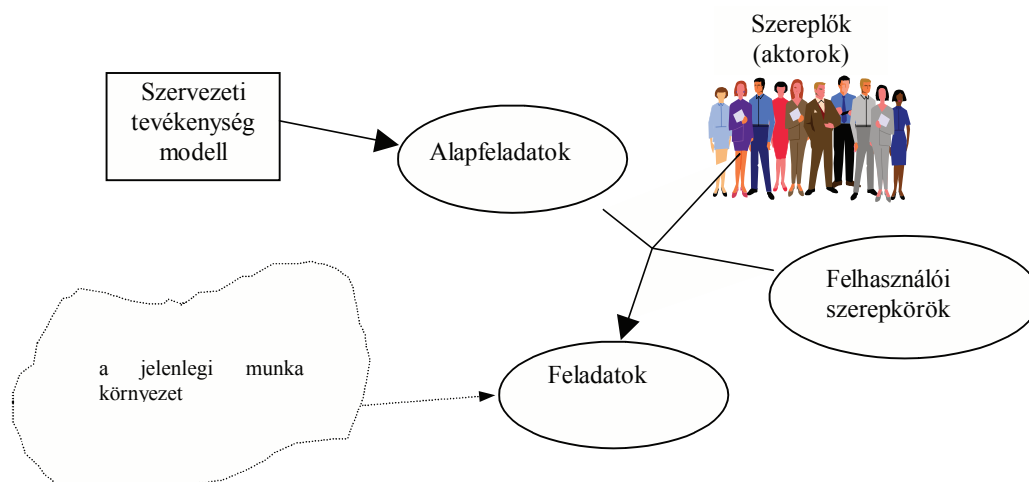 Szereplők
(aktorok)
Szervezeti
tevékenység
modell
Alapfeladatok
Felhasználói
szerepkörök
a jelenlegi munka
környezet
Feladatok